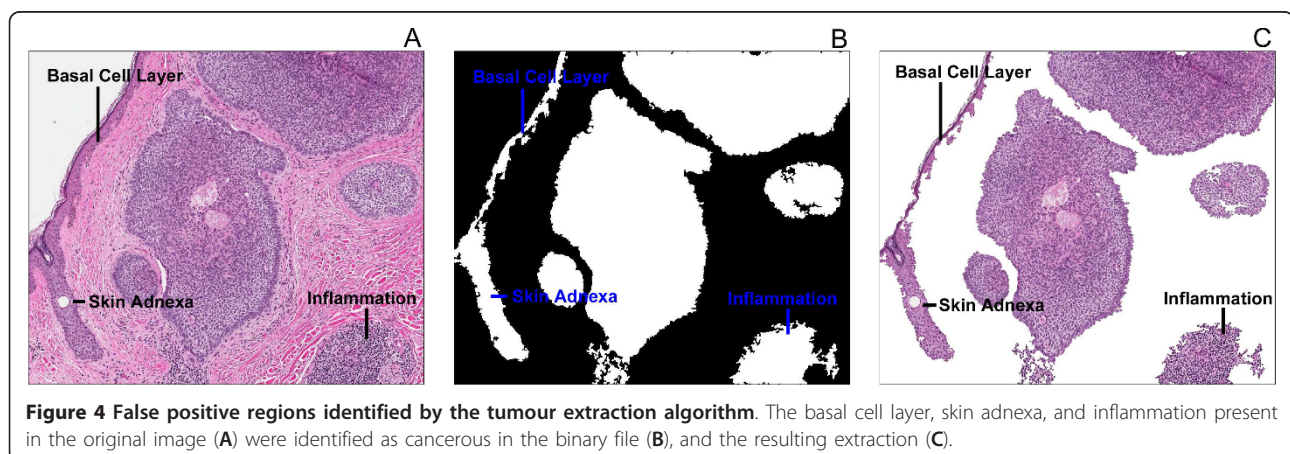 A
B
C
Basal Cell Layer
Basal Cell Layer
Basal Cell Layer
Skin Adnexa
Skin Adnexa
Skin Adnexa
Inflammation
Inflammation
Inflammation
Figure 4 False positive regions identified by the tumour extraction algorithm. The basal cell layer, skin adnexa, and inflammation present
in the original image (A) were identified as cancerous in the binary file (B), and the resulting extraction (C).